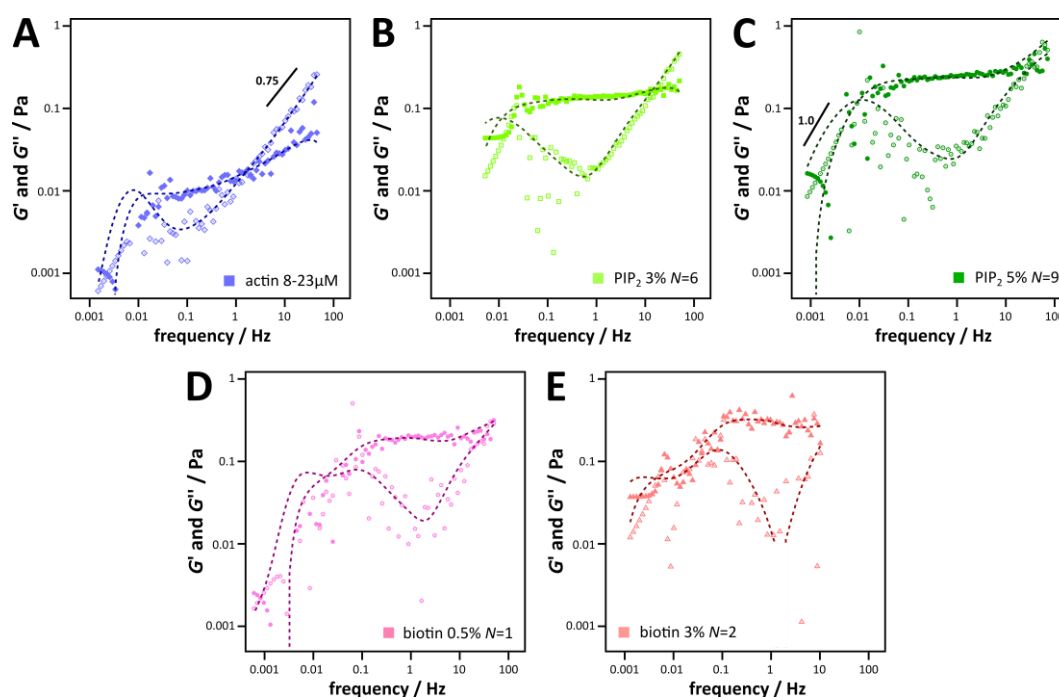 A
G' and G'' / Pa
1
0.1
0.01
0.001
0.75
actin 8-23µM
0.001 0.01 0.1 1 10 100
frequency / Hz
B
G' and G'' / Pa
1
0.1
0.01
0.001
PIP2 3% N=6
0.001 0.01 0.1 1 10 100
frequency / Hz
C
G' and G'' / Pa
1
0.1
0.01
0.001
1.0
PIP2 5% N=9
0.001 0.01 0.1 1 10 100
frequency / Hz
D
G' and G'' / Pa
1
0.1
0.01
0.001
biotin 0.5% N=1
0.001 0.01 0.1 1 10 100
frequency / Hz
E
G' and G'' / Pa
1
0.1
0.01
0.001
biotin 3% N=2
0.001 0.01 0.1 1 10 100
frequency / Hz